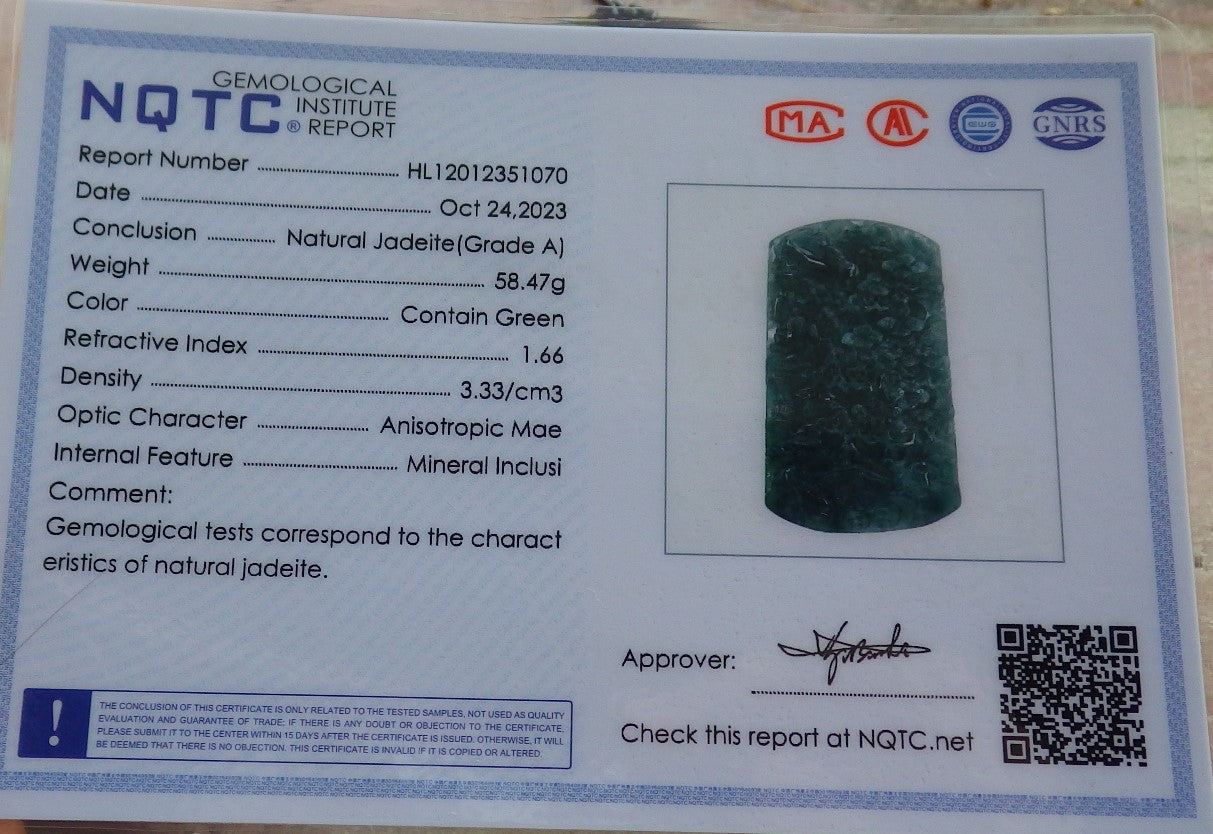 NQTC® GEMOLOGICAL
INSTITUTE
REPORT
MA
GNRS
Report Number HL12012351070
Date Oct 24,2023
Conclusion Natural Jadeite(Grade A)
Weight 58.47g
Color Contain Green
Refractive Index 1.66
Density 3.33/cm3
Optic Character Anisotropic Mae
Internal Feature Mineral Inclusi
Comment:
Gemological tests correspond to the charact
eristics of natural jadeite.
Approver:
Check this report at NQTC.net
!
THE CONCLUSION OF THIS CERTIFICATE IS ONLY RELATED TO THE TESTED SAMPLES, NOT USED AS QUALITY
EVALUATION AND GUARANTEE OF TRADE; IF THERE IS ANY DOUBT OR OBJECTION TO THE CERTIFICATE,
PLEASE SUBMIT IT TO THE CENTER WITHIN 15 DAYS AFTER THE CERTIFICATE IS ISSUED. OTHERWISE, IT WILL
BE DEEMED THAT THERE IS NO OBJECTION. THIS CERTIFICATE IS INVALID IF IT IS COPIED OR ALTERED.